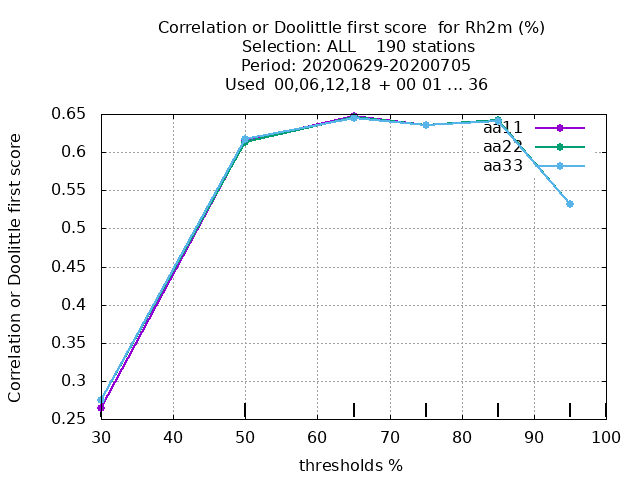 Correlation or Doolittle first score  for Rh2m (%)
Selection: ALL    190 stations
Period: 20200629-20200705
Used  00,06,12,18  + 00 01 ... 36
Correlation or Doolittle first score
0.65
0.6
0.55
0.5
0.45
0.4
0.35
0.3
0.25
aa11
aa22
aa33
30 40 50 60 70 80 90 100
thresholds %